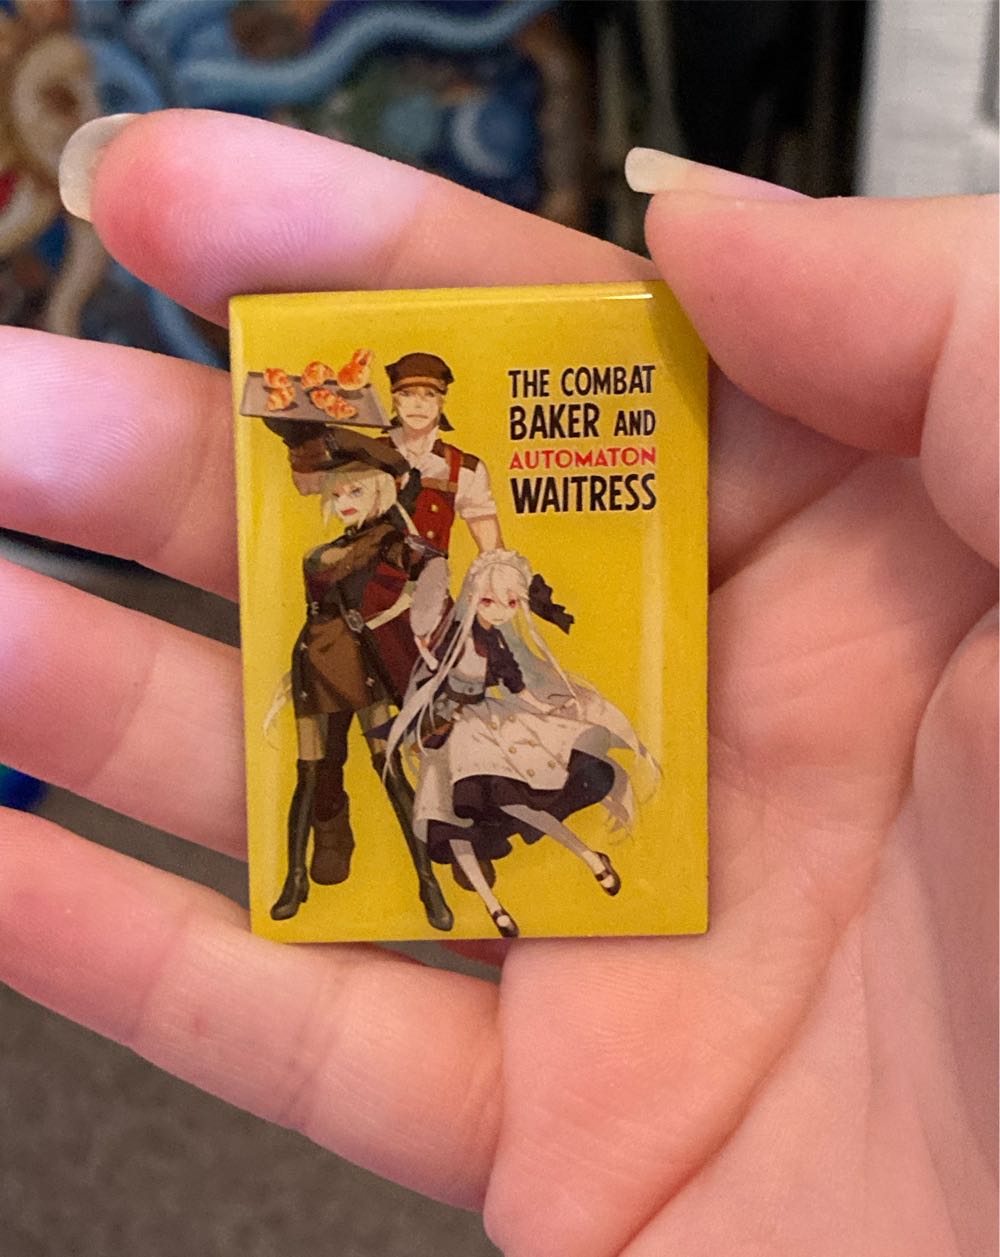 THE COMBAT
BAKER AND
AUTOMATON
WAITRESS